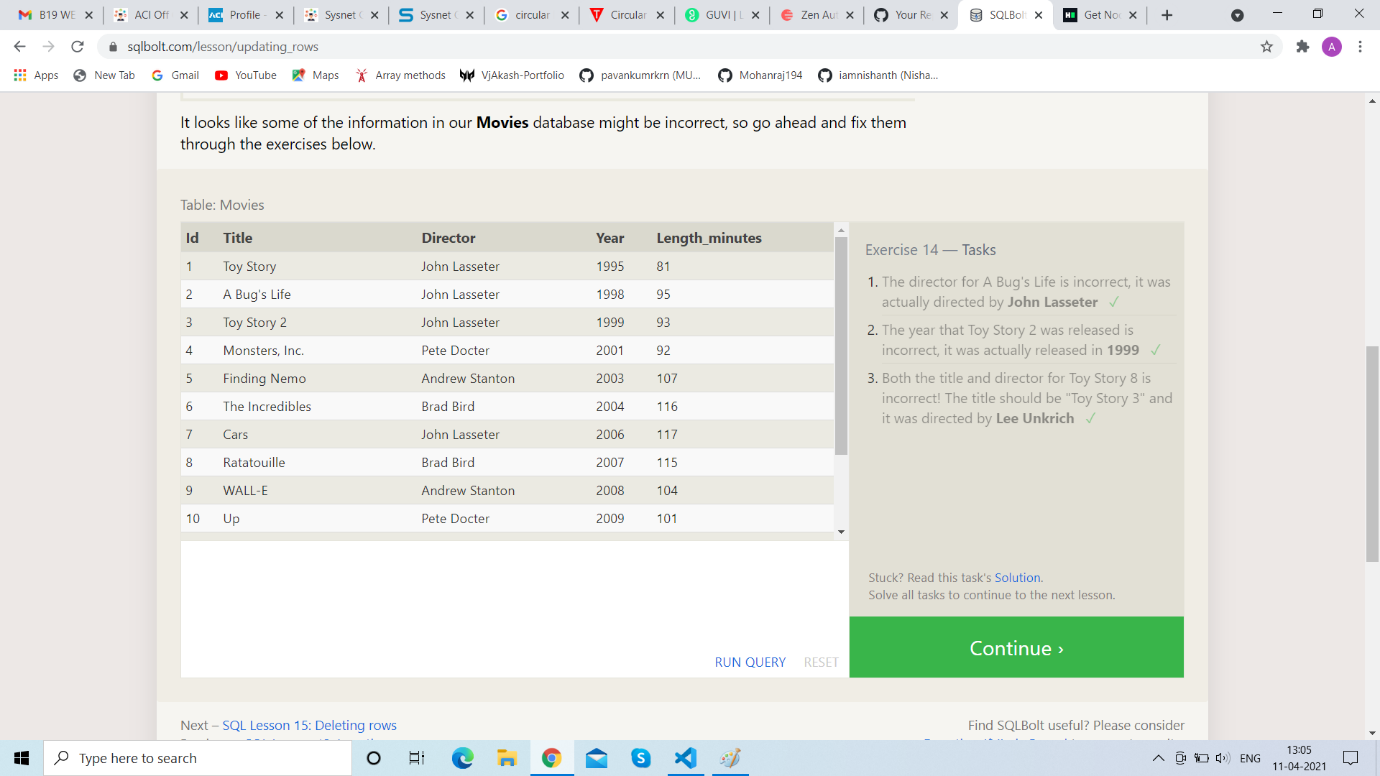 B19 WE
ACI Off
Profile -
Sysnet G
Sysnet G
circular
Circular
GUVI | L
Zen Aut
Your Re
SQLBolt
Get Noc
sqlbolt.com/lesson/updating_rows
A
Apps New Tab Gmail YouTube Maps Array methods VjAkash-Portfolio pavankumrkrn (MU... Mohanraj194 iamnishanth (Nisha...
It looks like some of the information in our Movies database might be incorrect, so go ahead and fix them
through the exercises below.
Table: Movies
Id Title Director Year Length_minutes
1 Toy Story John Lasseter 1995 81
2 A Bug's Life John Lasseter 1998 95
3 Toy Story 2 John Lasseter 1999 93
4 Monsters, Inc. Pete Docter 2001 92
5 Finding Nemo Andrew Stanton 2003 107
6 The Incredibles Brad Bird 2004 116
7 Cars John Lasseter 2006 117
8 Ratatouille Brad Bird 2007 115
9 WALL-E Andrew Stanton 2008 104
10 Up Pete Docter 2009 101
RUN QUERY RESET
Exercise 14 — Tasks
1. The director for A Bug's Life is incorrect, it was
actually directed by John Lasseter ✓
2. The year that Toy Story 2 was released is
incorrect, it was actually released in 1999 ✓
3. Both the title and director for Toy Story 8 is
incorrect! The title should be "Toy Story 3" and
it was directed by Lee Unkrich ✓
Stuck? Read this task's Solution.
Solve all tasks to continue to the next lesson.
Continue ›
Next – SQL Lesson 15: Deleting rows
Find SQLBolt useful? Please consider
Type here to search
ENG
13:05
11-04-2021